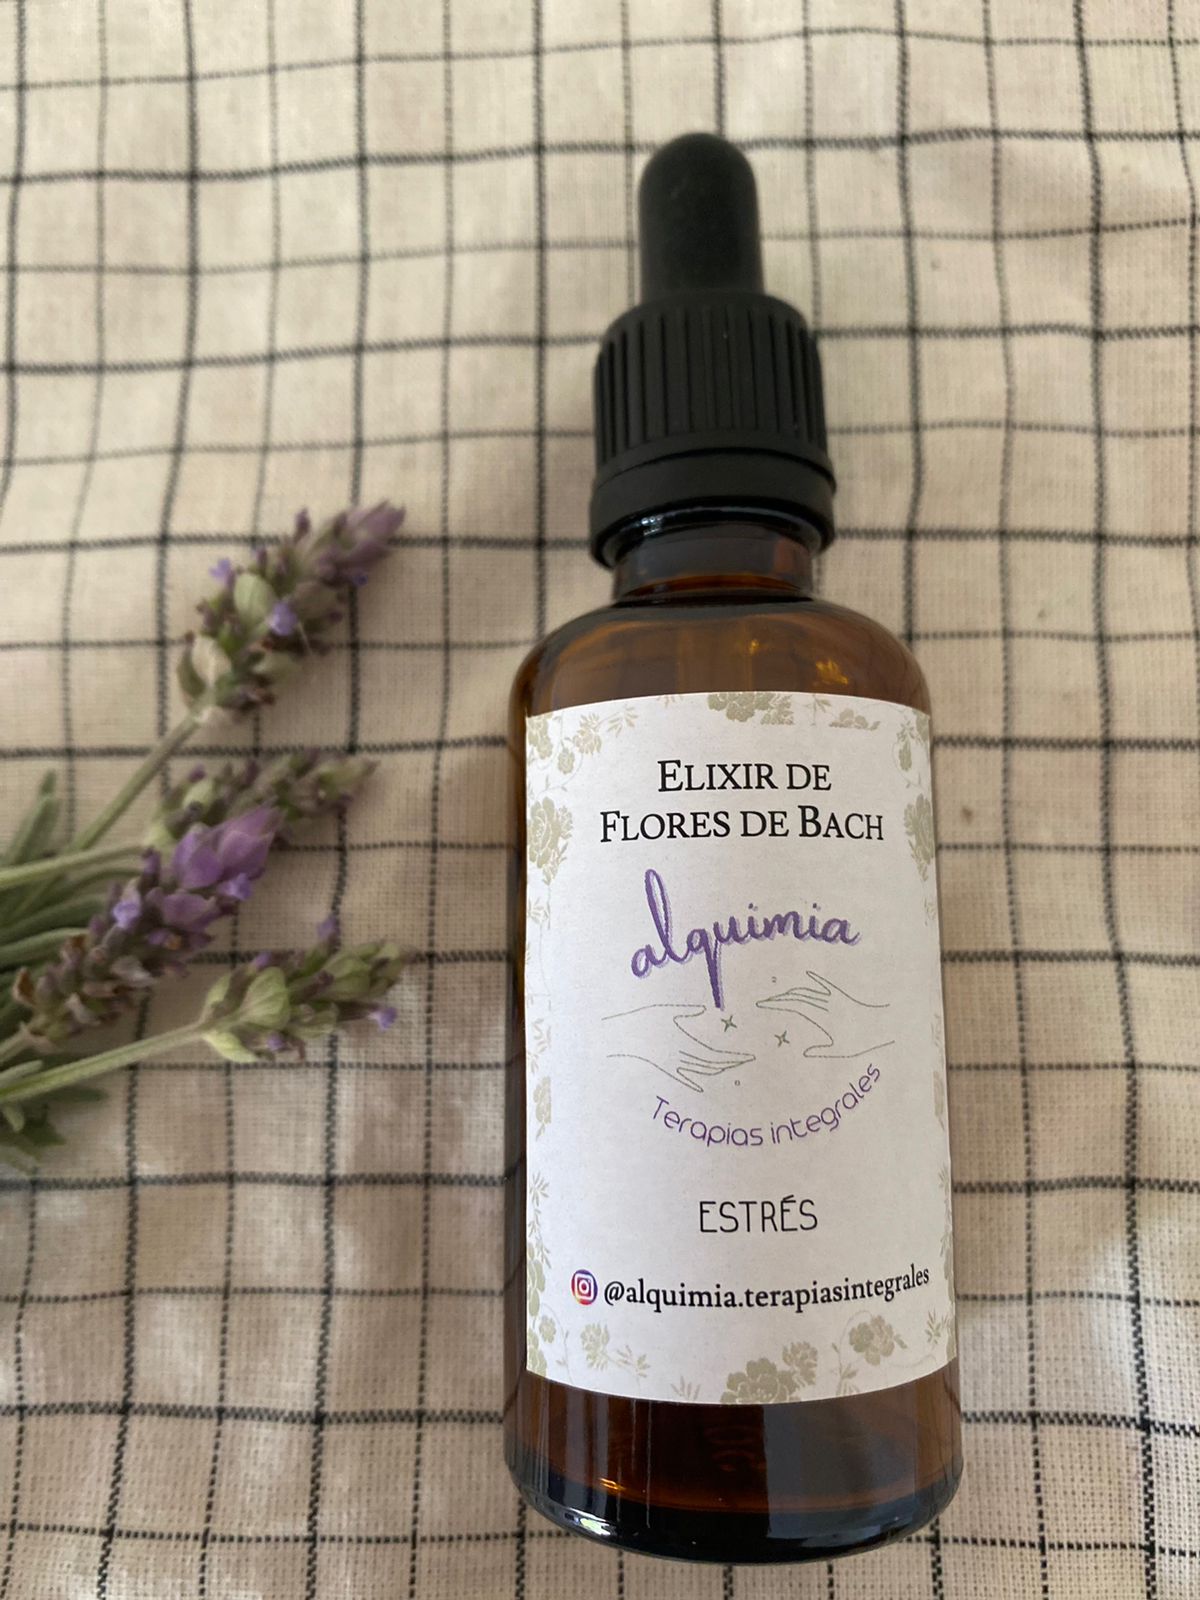 ELIXIR DE
FLORES DE BACH
alquimia
Terapias integrales
ESTRÉS
@alquimia.terapiasintegrales